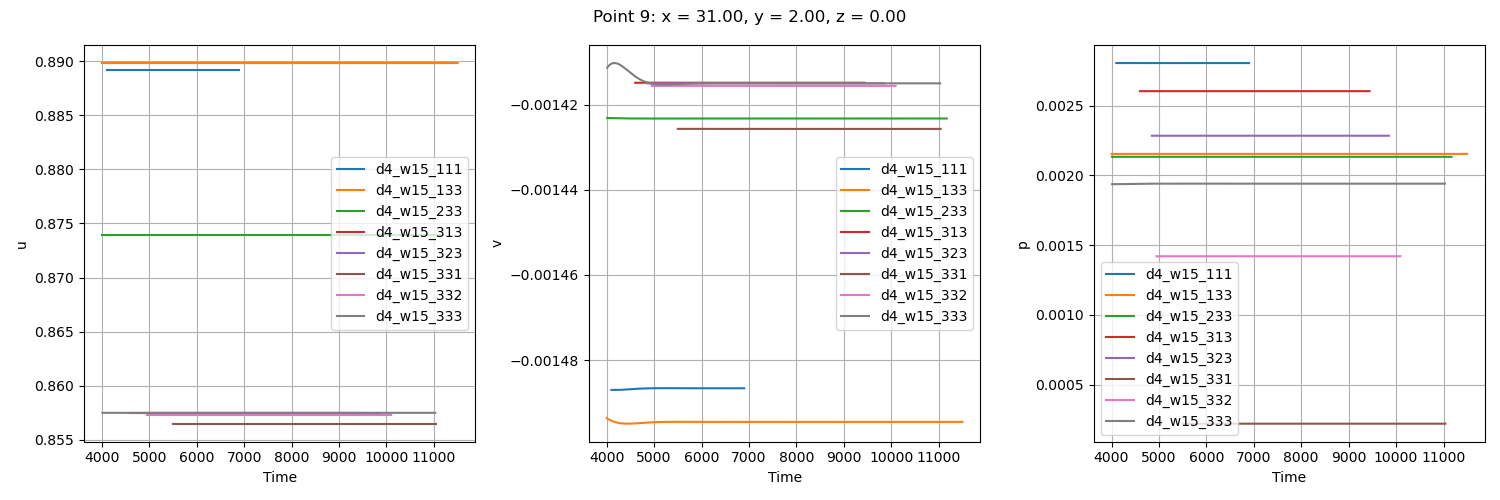 Point 9: x = 31.00, y = 2.00, z = 0.00
u
0.890
0.885
0.880
0.875
0.870
0.865
0.860
0.855
d4_w15_111
d4_w15_133
d4_w15_233
d4_w15_313
d4_w15_323
d4_w15_331
d4_w15_332
d4_w15_333
4000 5000 6000 7000 8000 9000 10000 11000
Time
v
−0.00142
−0.00144
−0.00146
−0.00148
d4_w15_111
d4_w15_133
d4_w15_233
d4_w15_313
d4_w15_323
d4_w15_331
d4_w15_332
d4_w15_333
4000 5000 6000 7000 8000 9000 10000 11000
Time
p
0.0025
0.0020
0.0015
0.0010
0.0005
d4_w15_111
d4_w15_133
d4_w15_233
d4_w15_313
d4_w15_323
d4_w15_331
d4_w15_332
d4_w15_333
4000 5000 6000 7000 8000 9000 10000 11000
Time